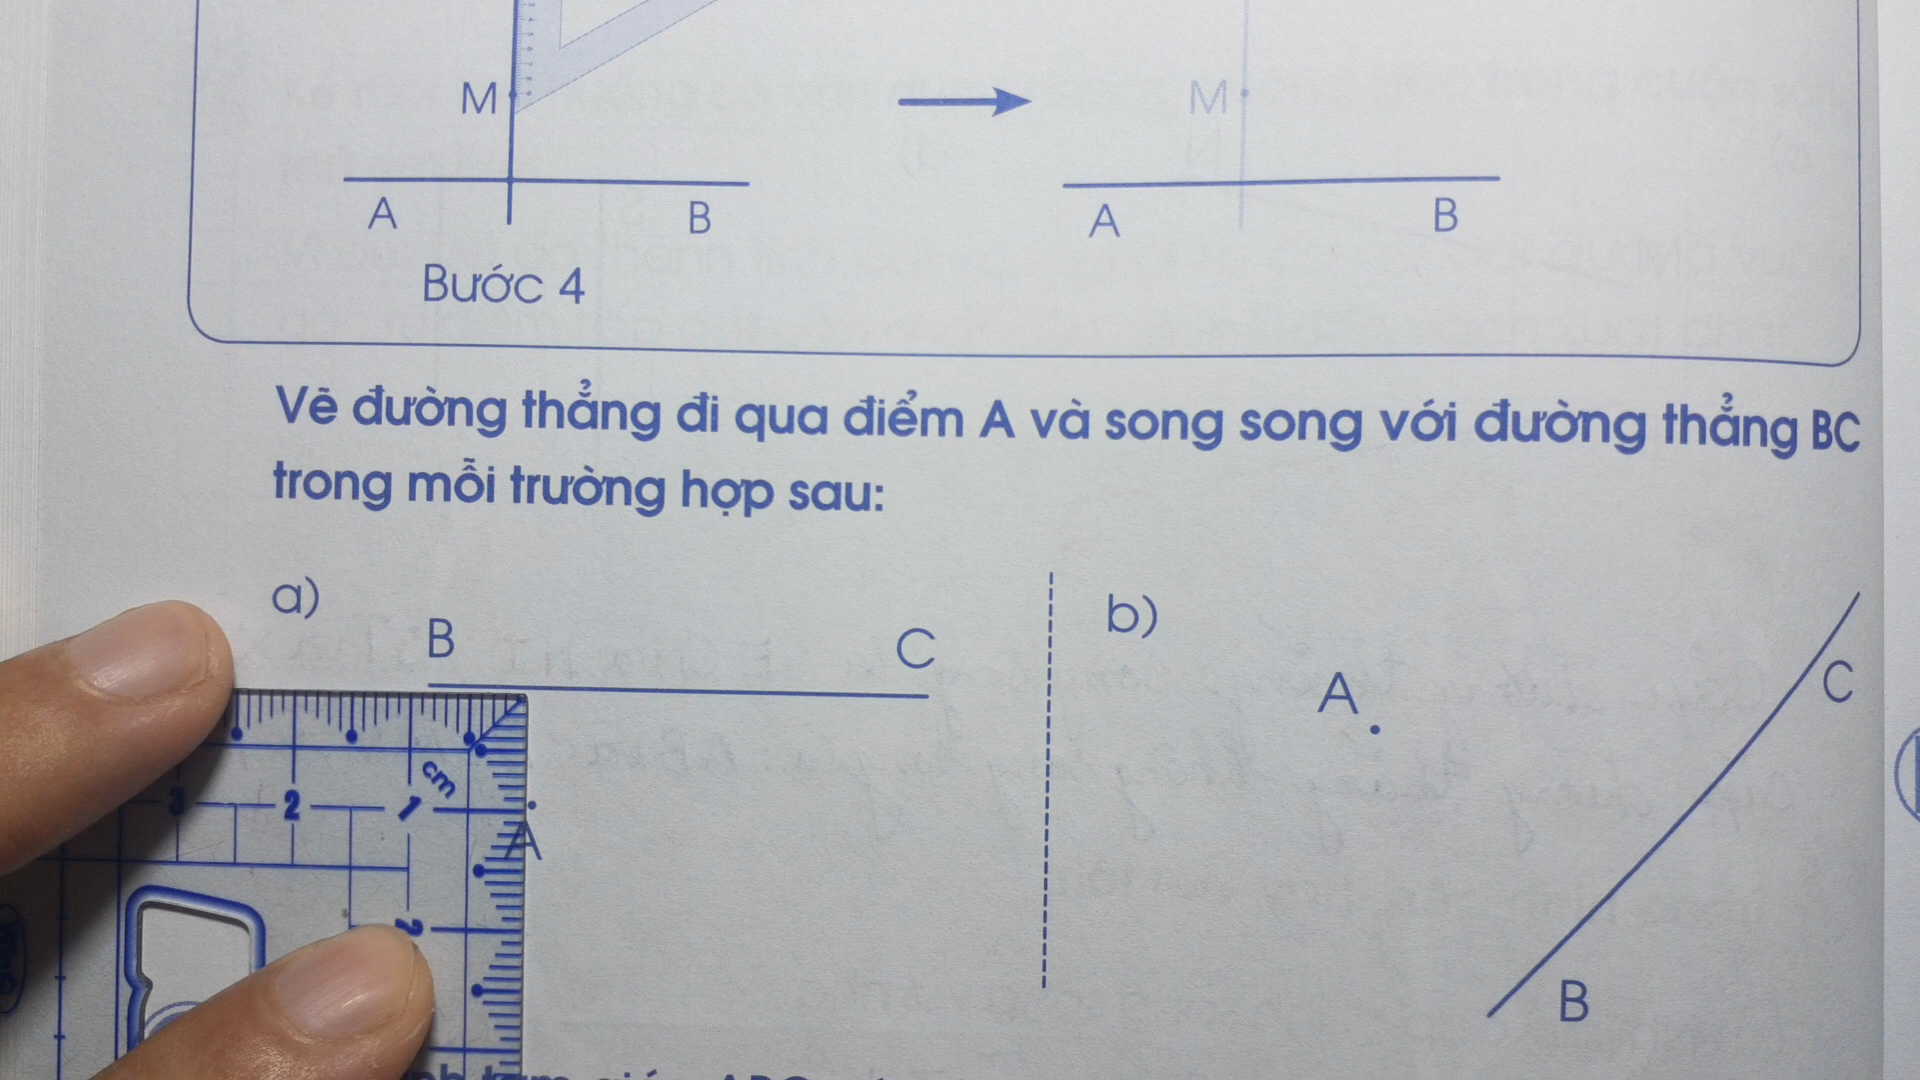 M
M
A
B
A
B
Bước 4
Vẽ đường thẳng đi qua điểm A và song song với đường thẳng BC
trong mỗi trường hợp sau:
a)
B
C
A
b)
A
C
B
cm
3 2 1
2